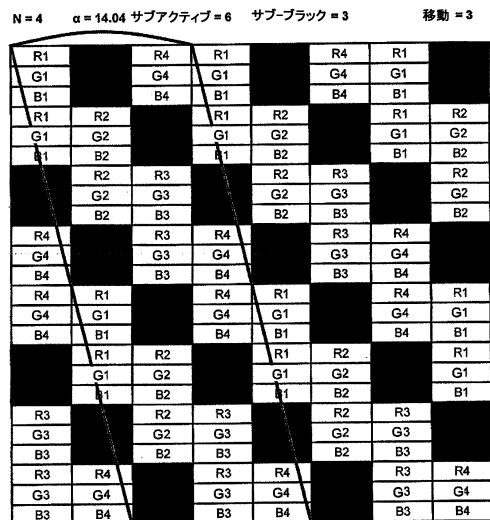 N = 4 α = 14.04 サブアクティブ = 6 サブ-ブラック = 3 移動 = 3
R1 R4 R1 R4 R1
G1 G4 G1 G4 G1
B1 B4 B1 B4 B1
R1 R2 R1 R2 R1 R2
G1 G2 G1 G2 G1 G2
B1 B2 B1 B2 B1 B2
R2 R3 R2 R3 R2
G2 G3 G2 G3 G2
B2 B3 B2 B3 B2
R4 R3 R4 R3 R4
G4 G3 G4 G3 G4
B4 B3 B4 B3 B4
R4 R1 R4 R1 R4 R1
G4 G1 G4 G1 G4 G1
B4 B1 B4 B1 B4 B1
R1 R2 R1 R2 R1
G1 G2 G1 G2 G1
B1 B2 B1 B2 B1
R3 R2 R3 R2 R3
G3 G2 G3 G2 G3
B3 B2 B3 B2 B3
R3 R4 R3 R4 R3 R4
G3 G4 G3 G4 G3 G4
B3 B4 B3 B4 B3 B4